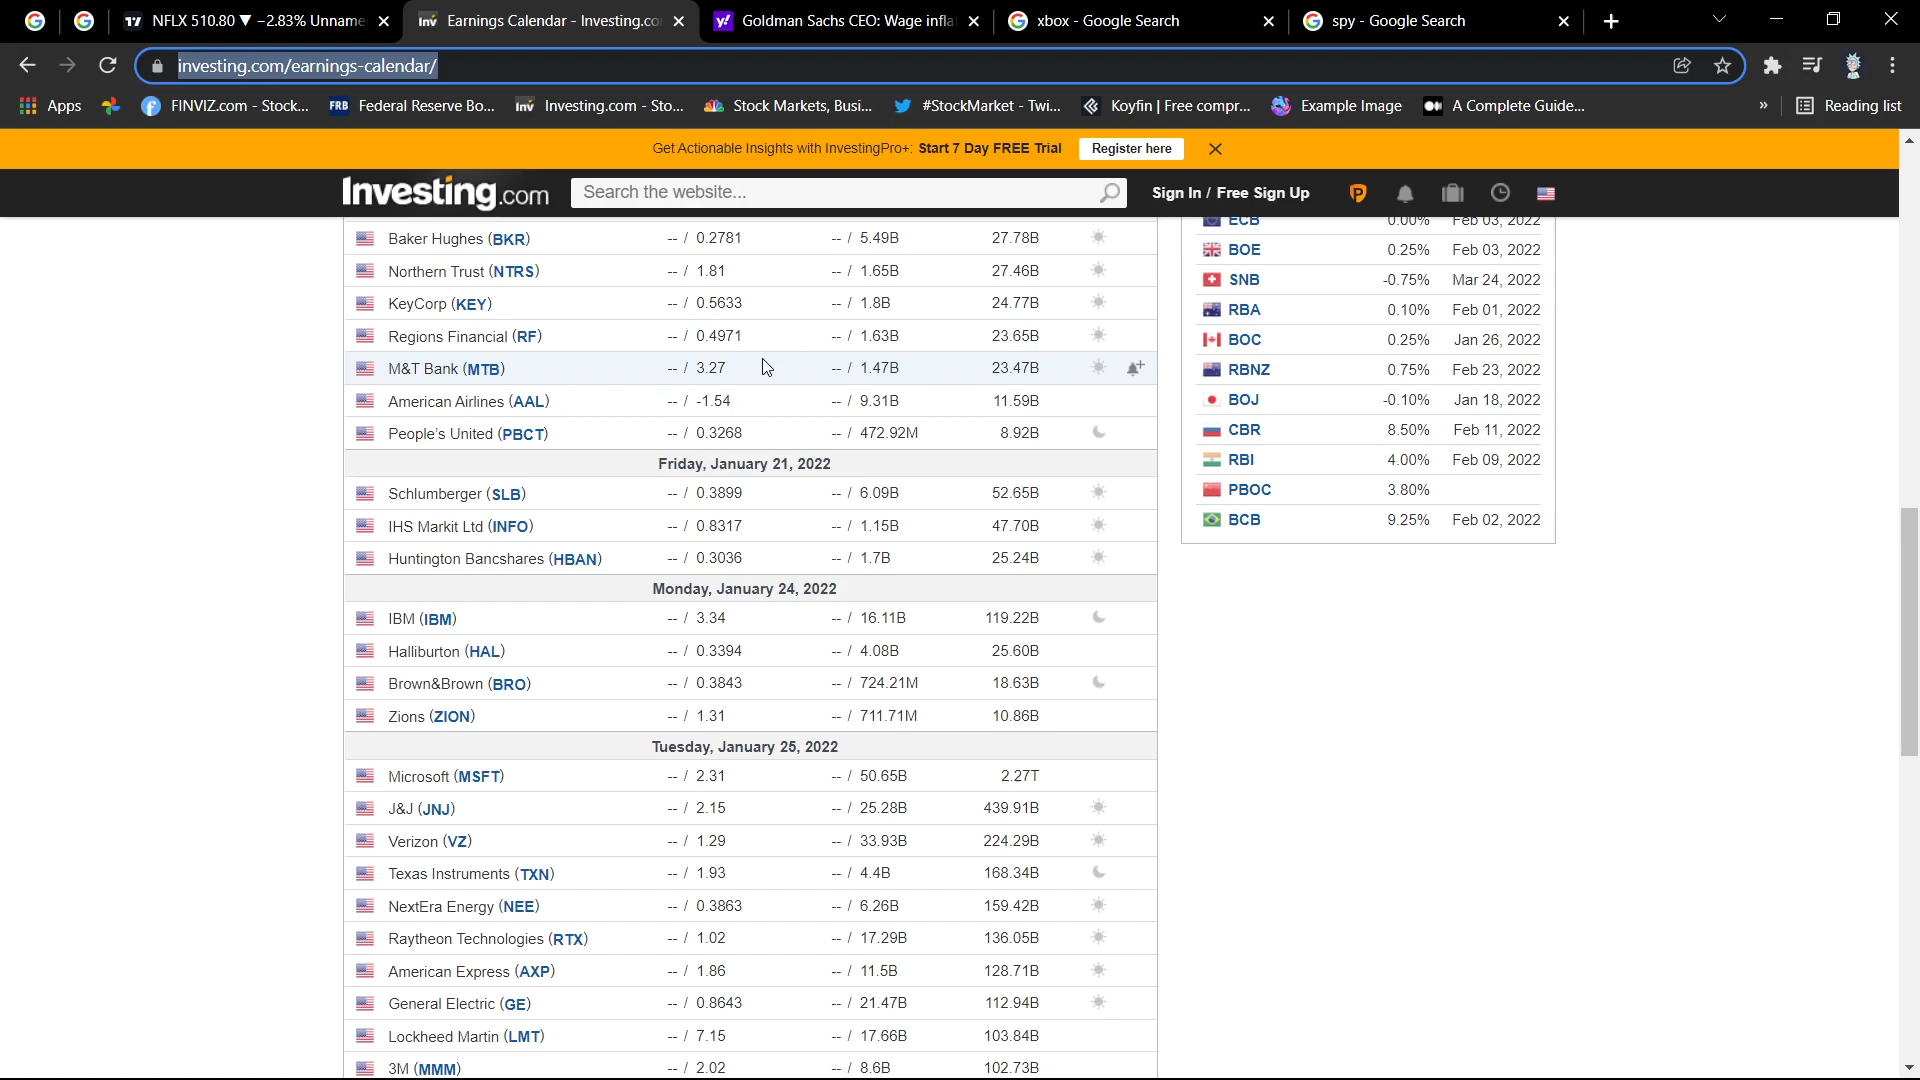 NFLX 510.80 ▼ −2.83% Unname
Earnings Calendar - Investing.co
Goldman Sachs CEO: Wage infla
xbox - Google Search
spy - Google Search
investing.com/earnings-calendar/
Apps
FINVIZ.com - Stock...
FRB Federal Reserve Bo...
Inv Investing.com - Sto...
Stock Markets, Busi...
#StockMarket - Twi...
Koyfin | Free compr...
Example Image
A Complete Guide...
»
Reading list
Get Actionable Insights with InvestingPro+: Start 7 Day FREE Trial
Register here
Investing.com
Search the website...
Sign In / Free Sign Up
Baker Hughes (BKR) -- / 0.2781 -- / 5.49B 27.78B
Northern Trust (NTRS) -- / 1.81 -- / 1.65B 27.46B
KeyCorp (KEY) -- / 0.5633 -- / 1.8B 24.77B
Regions Financial (RF) -- / 0.4971 -- / 1.63B 23.65B
M&T Bank (MTB) -- / 3.27 -- / 1.47B 23.47B
American Airlines (AAL) -- / -1.54 -- / 9.31B 11.59B
People's United (PBCT) -- / 0.3268 -- / 472.92M 8.92B
Friday, January 21, 2022
Schlumberger (SLB) -- / 0.3899 -- / 6.09B 52.65B
IHS Markit Ltd (INFO) -- / 0.8317 -- / 1.15B 47.70B
Huntington Bancshares (HBAN) -- / 0.3036 -- / 1.7B 25.24B
Monday, January 24, 2022
IBM (IBM) -- / 3.34 -- / 16.11B 119.22B
Halliburton (HAL) -- / 0.3394 -- / 4.08B 25.60B
Brown&Brown (BRO) -- / 0.3843 -- / 724.21M 18.63B
Zions (ZION) -- / 1.31 -- / 711.71M 10.86B
Tuesday, January 25, 2022
Microsoft (MSFT) -- / 2.31 -- / 50.65B 2.27T
J&J (JNJ) -- / 2.15 -- / 25.28B 439.91B
Verizon (VZ) -- / 1.29 -- / 33.93B 224.29B
Texas Instruments (TXN) -- / 1.93 -- / 4.4B 168.34B
NextEra Energy (NEE) -- / 0.3863 -- / 6.26B 159.42B
Raytheon Technologies (RTX) -- / 1.02 -- / 17.29B 136.05B
American Express (AXP) -- / 1.86 -- / 11.5B 128.71B
General Electric (GE) -- / 0.8643 -- / 21.47B 112.94B
Lockheed Martin (LMT) -- / 7.15 -- / 17.66B 103.84B
3M (MMM) -- / 2.02 -- / 8.6B 102.73B
ECB 0.00% Feb 03, 2022
BOE 0.25% Feb 03, 2022
SNB -0.75% Mar 24, 2022
RBA 0.10% Feb 01, 2022
BOC 0.25% Jan 26, 2022
RBNZ 0.75% Feb 23, 2022
BOJ -0.10% Jan 18, 2022
CBR 8.50% Feb 11, 2022
RBI 4.00% Feb 09, 2022
PBOC 3.80%
BCB 9.25% Feb 02, 2022